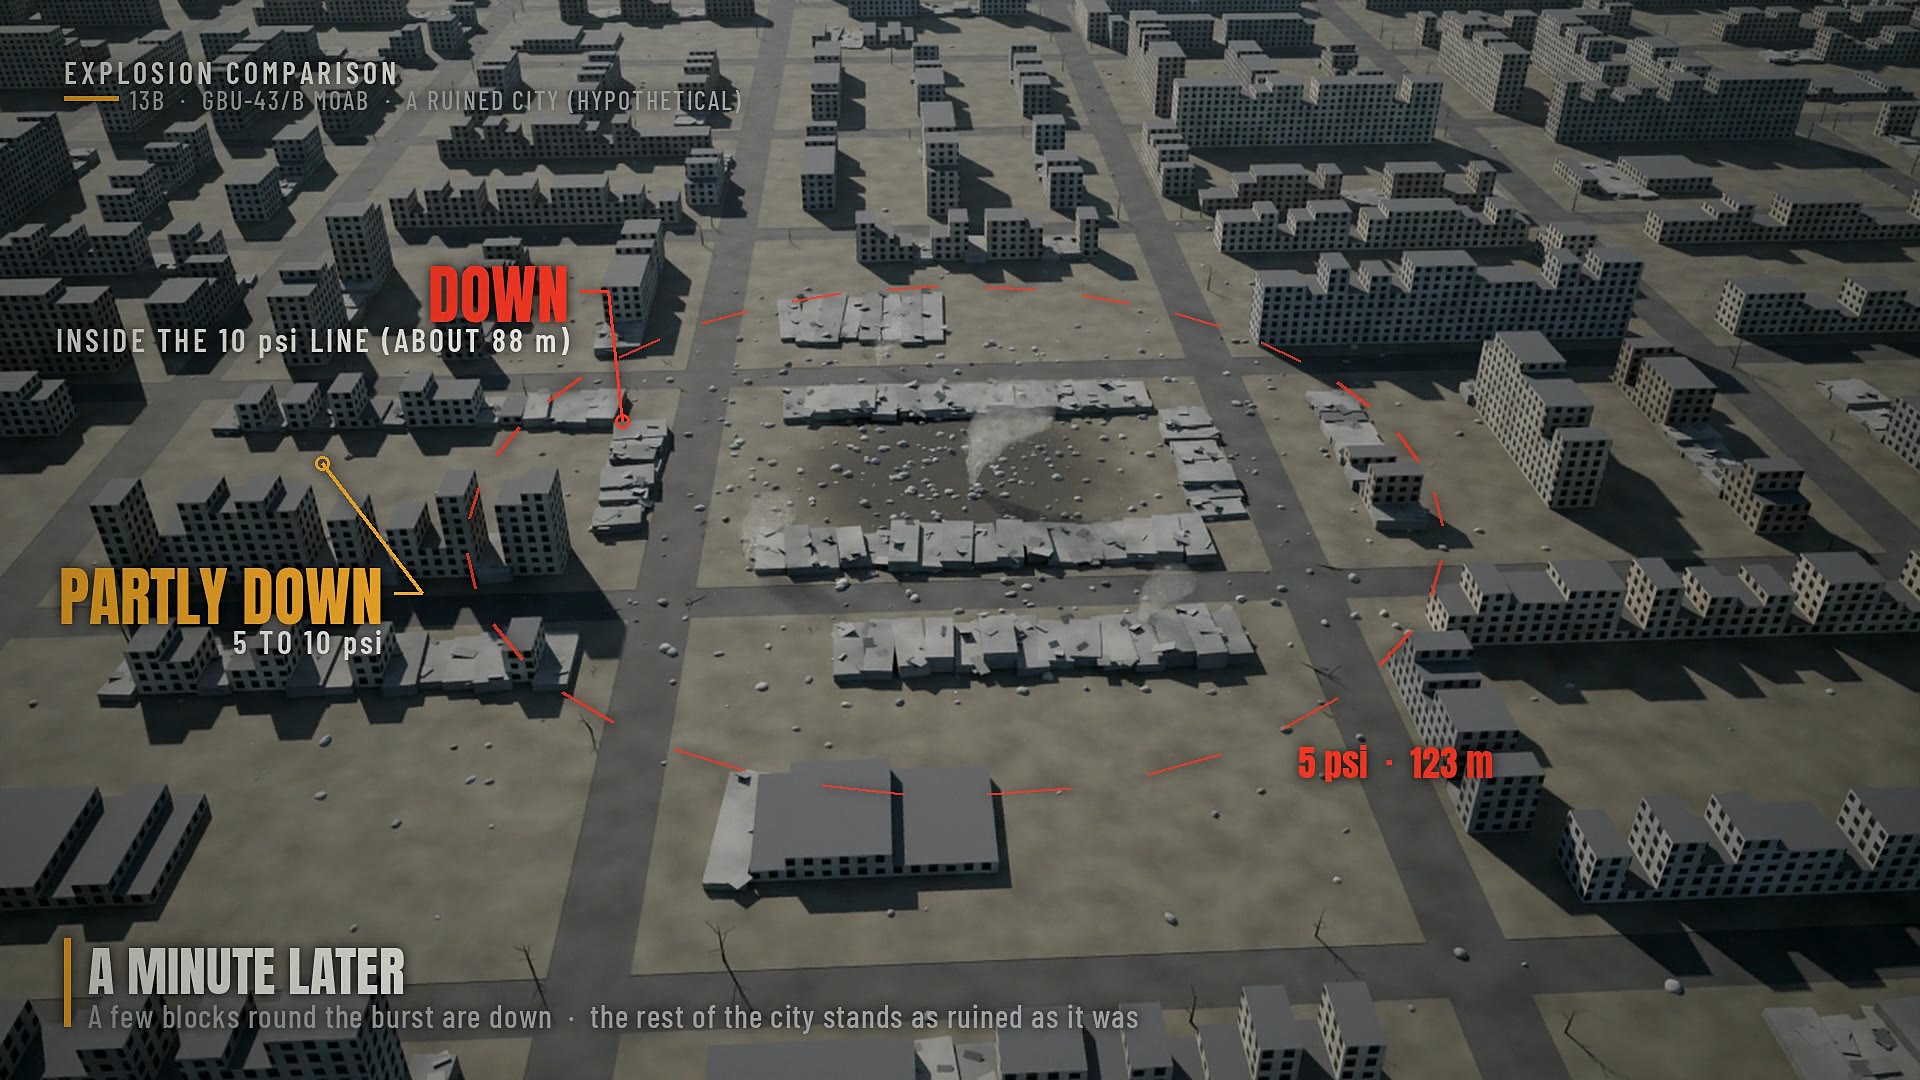 EXPLOSION COMPARISON
13B · GBU-43/B MOAB · A RUINED CITY (HYPOTHETICAL)
DOWN
INSIDE THE 10 psi LINE (ABOUT 88 m)
PARTLY DOWN
5 TO 10 psi
5 psi · 123 m
A MINUTE LATER
A few blocks round the burst are down · the rest of the city stands as ruined as it was